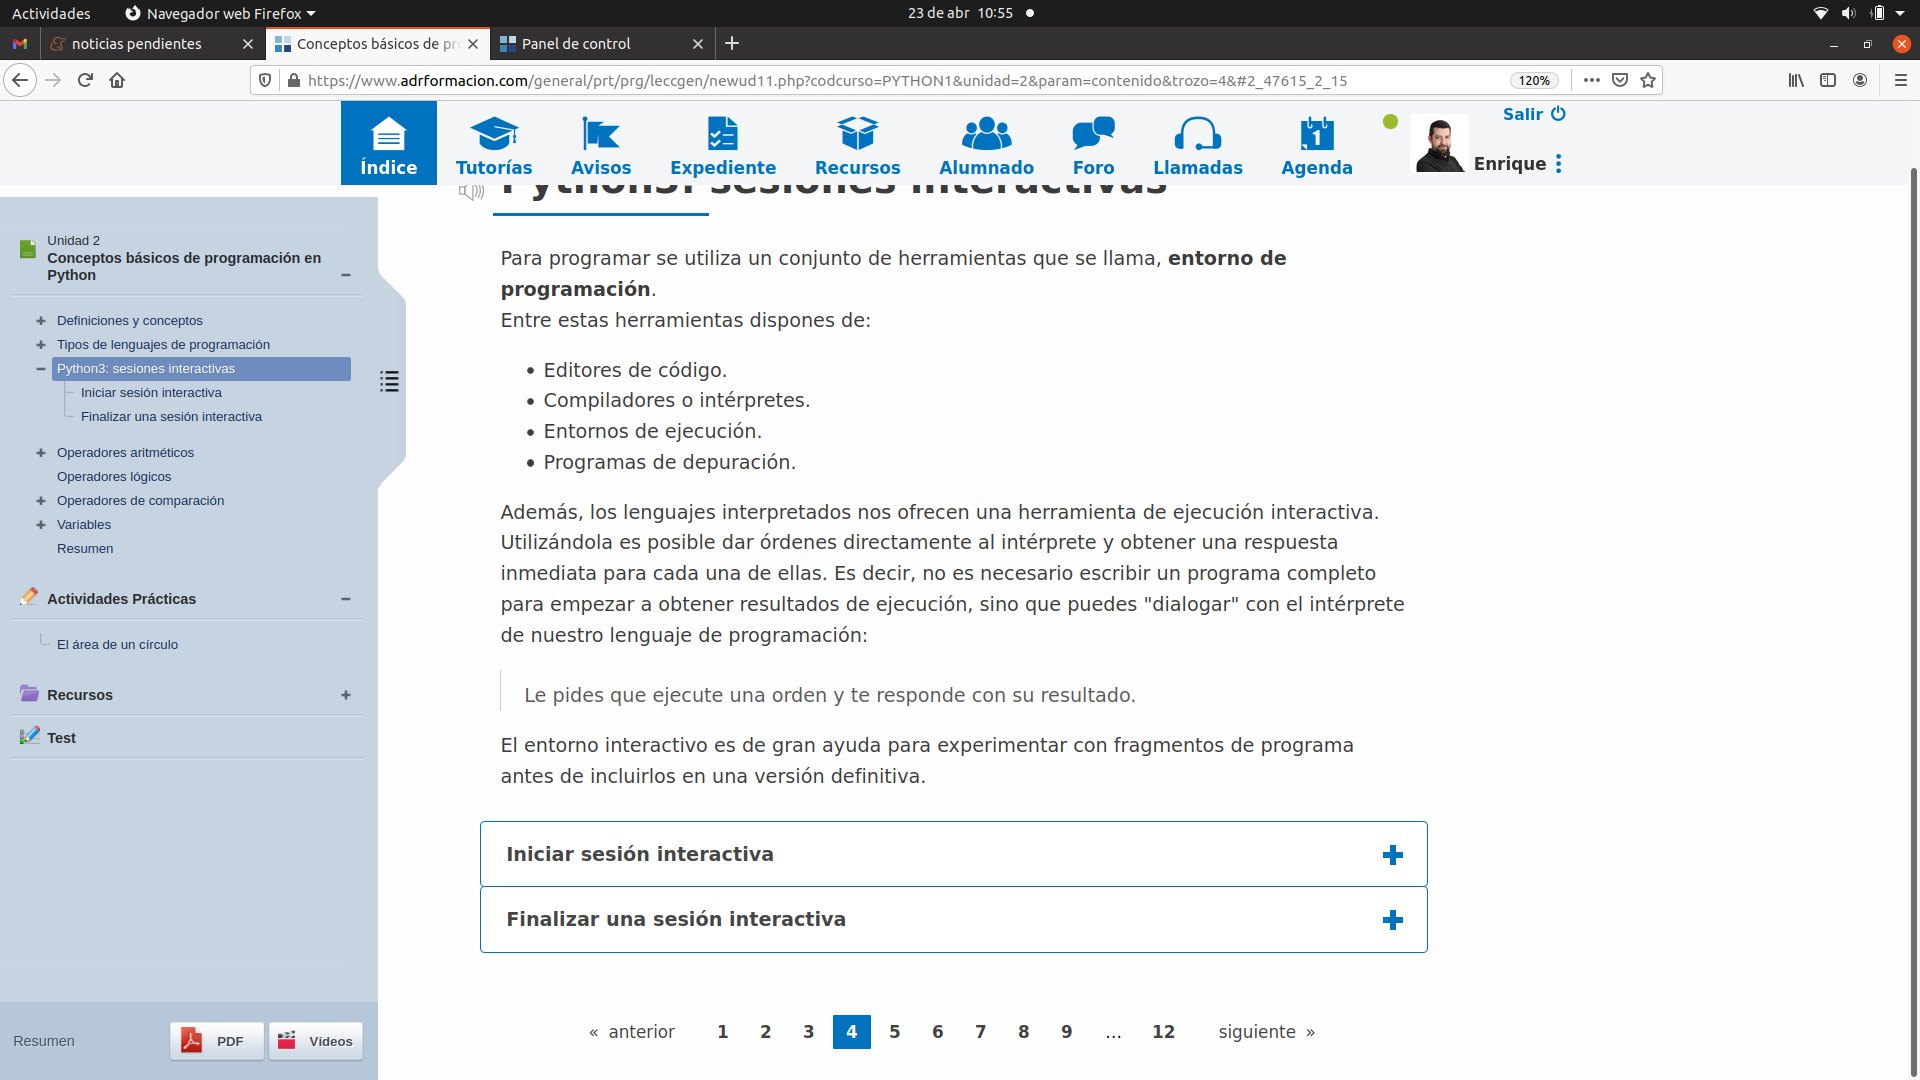 Actividades
Navegador web Firefox
23 de abr 10:55
noticias pendientes
Conceptos básicos de pro
Panel de control
https://www.adrformacion.com/general/prt/prg/leccgen/newud11.php?codcurso=PYTHON1&unidad=2&param=contenido&trozo=4&#2_47615_2_15
120%
Índice
Tutorías
Avisos
Expediente
Recursos
Alumnado
Foro
Llamadas
1
Agenda
Salir
Enrique
Unidad 2
Conceptos básicos de programación en
Python
Definiciones y conceptos
Tipos de lenguajes de programación
Python3: sesiones interactivas
Iniciar sesión interactiva
Finalizar una sesión interactiva
Operadores aritméticos
Operadores lógicos
Operadores de comparación
Variables
Resumen
Actividades Prácticas
El área de un círculo
Recursos
Test
Resumen
PDF
Vídeos
Python3: sesiones interactivas
Para programar se utiliza un conjunto de herramientas que se llama, entorno de
programación.
Entre estas herramientas dispones de:
• Editores de código.
• Compiladores o intérpretes.
• Entornos de ejecución.
• Programas de depuración.
Además, los lenguajes interpretados nos ofrecen una herramienta de ejecución interactiva.
Utilizándola es posible dar órdenes directamente al intérprete y obtener una respuesta
inmediata para cada una de ellas. Es decir, no es necesario escribir un programa completo
para empezar a obtener resultados de ejecución, sino que puedes "dialogar" con el intérprete
de nuestro lenguaje de programación:
Le pides que ejecute una orden y te responde con su resultado.
El entorno interactivo es de gran ayuda para experimentar con fragmentos de programa
antes de incluirlos en una versión definitiva.
Iniciar sesión interactiva
Finalizar una sesión interactiva
« anterior 1 2 3 4 5 6 7 8 9 ... 12 siguiente »